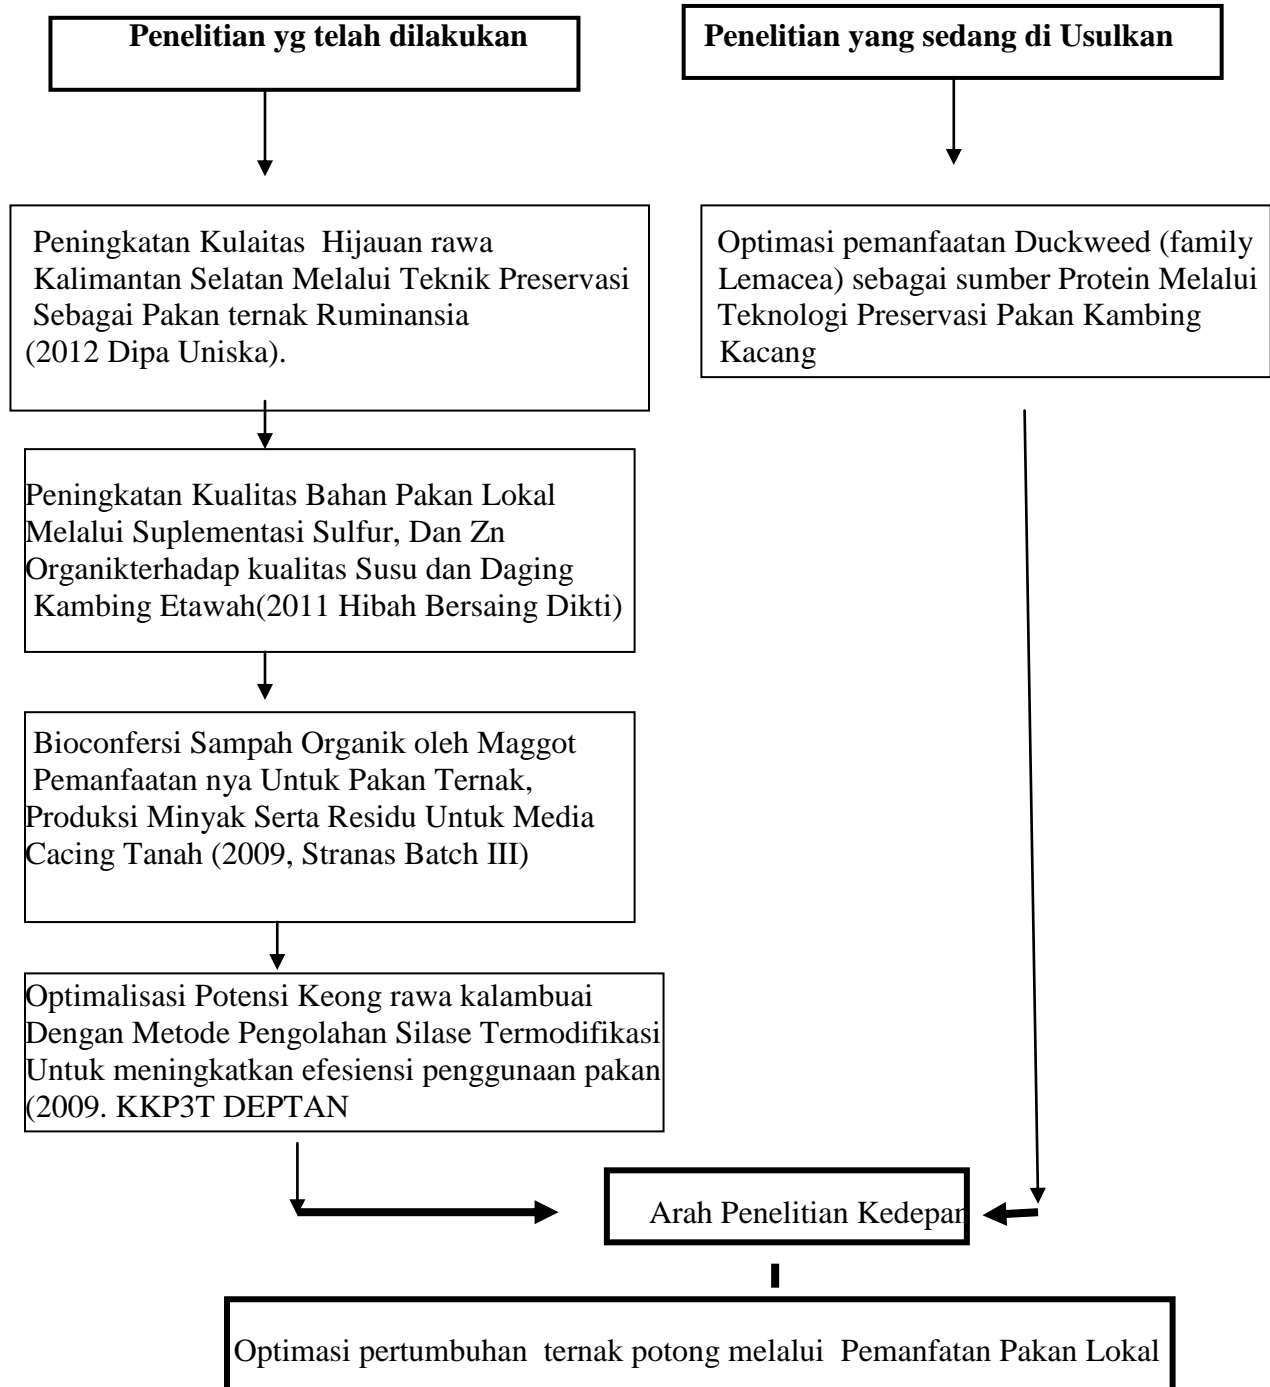 Penelitian yg telah dilakukan
Penelitian yang sedang di Usulkan
Peningkatan Kulaitas Hijauan rawa
Kalimantan Selatan Melalui Teknik Preservasi
Sebagai Pakan ternak Ruminansia
(2012 Dipa Uniska).
Optimasi pemanfaatan Duckweed (family
Lemacea) sebagai sumber Protein Melalui
Teknologi Preservasi Pakan Kambing
Kacang
Peningkatan Kualitas Bahan Pakan Lokal
Melalui Suplementasi Sulfur, Dan Zn
Organikterhadap kualitas Susu dan Daging
Kambing Etawah(2011 Hibah Bersaing Dikti)
Bioconfersi Sampah Organik oleh Maggot
Pemanfaatan nya Untuk Pakan Ternak,
Produksi Minyak Serta Residu Untuk Media
Cacing Tanah (2009, Stranas Batch III)
Optimalisasi Potensi Keong rawa kalambuai
Dengan Metode Pengolahan Silase Termodifikasi
Untuk meningkatkan efesiensi penggunaan pakan
(2009. KKP3T DEPTAN
Arah Penelitian Kedepan
Optimasi pertumbuhan ternak potong melalui Pemanfatan Pakan Lokal